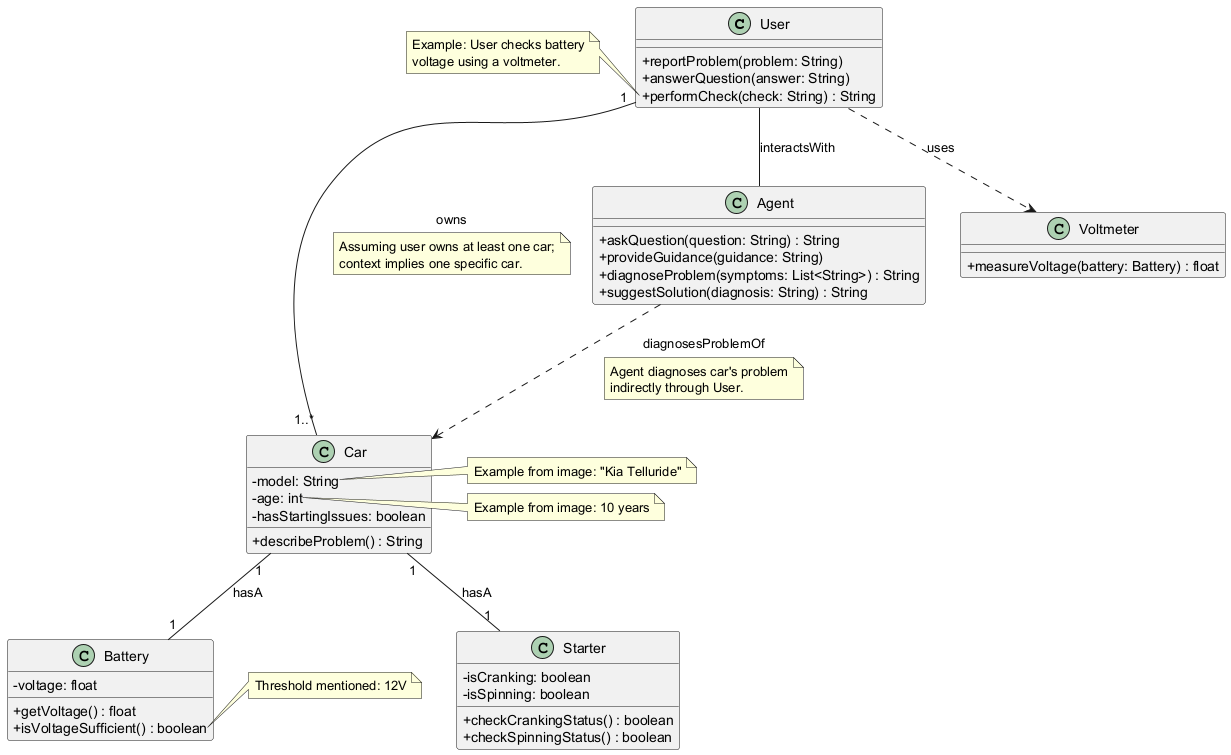 C User
+reportProblem(problem: String)
+answerQuestion(answer: String)
+performCheck(check: String) : String
Example: User checks battery
voltage using a voltmeter.
1
interactsWith
uses
C Agent
+askQuestion(question: String) : String
+provideGuidance(guidance: String)
+diagnoseProblem(symptoms: List<String>) : String
+suggestSolution(diagnosis: String) : String
C Voltmeter
+measureVoltage(battery: Battery) : float
owns
Assuming user owns at least one car;
context implies one specific car.
diagnosesProblemOf
Agent diagnoses car's problem
indirectly through User.
1..*
C Car
-model: String
-age: int
-hasStartingIssues: boolean
+describeProblem() : String
Example from image: "Kia Telluride"
Example from image: 10 years
1
hasA
1
1
hasA
1
C Battery
-voltage: float
+getVoltage() : float
+isVoltageSufficient() : boolean
Threshold mentioned: 12V
C Starter
-isCranking: boolean
-isSpinning: boolean
+checkCrankingStatus() : boolean
+checkSpinningStatus() : boolean